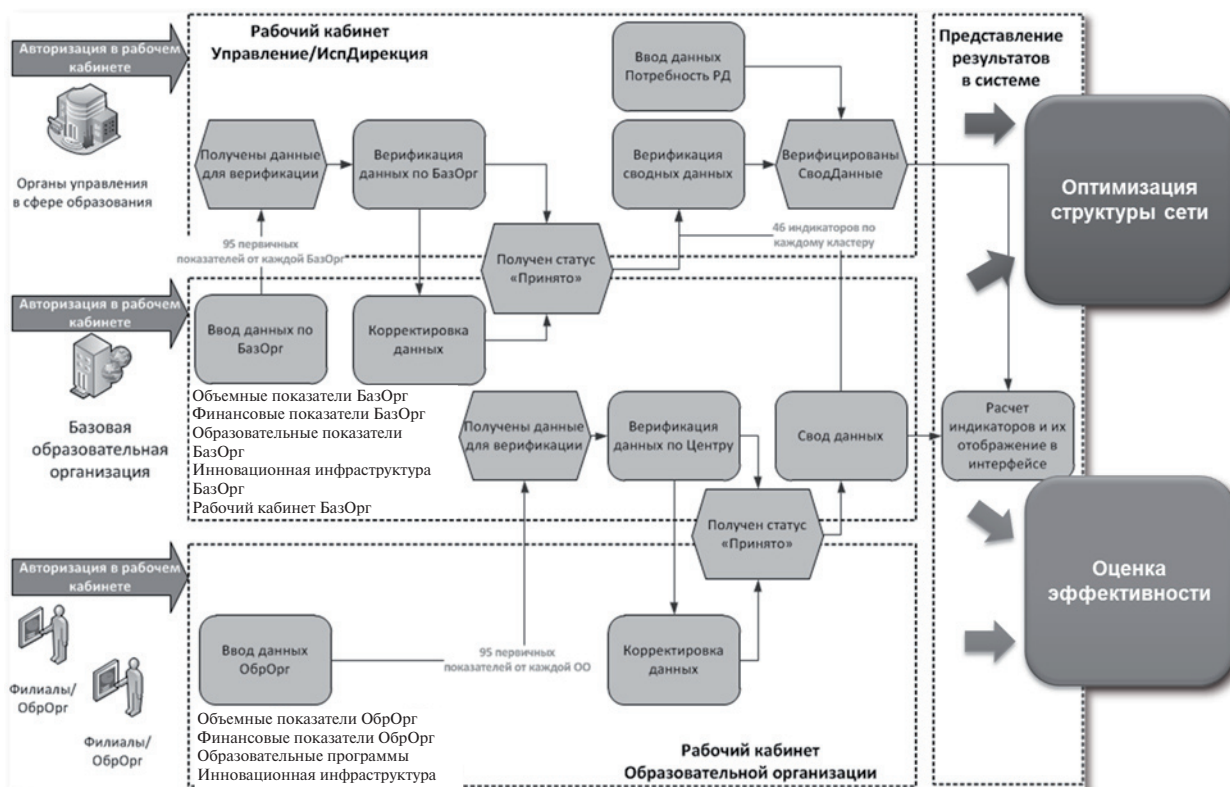 Авторизация в рабочем
кабинете
Органы управления
в сфере образования
Рабочий кабинет
Управление/ИспДирекция
Получены данные
для верификации
Верификация
данных по БазОрг
Ввод данных
Потребность РД
Верификация
сводных данных
Верифицированы
СводДанные
95 первичных
показателей от каждой БазОрг
Получен статус
«Принято»
46 индикаторов по
каждому кластеру
Представление
результатов
в системе
Оптимизация
структуры сети
Авторизация в рабочем
кабинете
Базовая
образовательная
организация
Ввод данных по
БазОрг
Корректировка
данных
Объемные показатели БазОрг
Финансовые показатели БазОрг
Образовательные показатели
БазОрг
Инновационная инфраструктура
БазОрг
Рабочий кабинет БазОрг
Получены данные
для верификации
Верификация
данных по Центру
Свод данных
Расчет
индикаторов и их
отображение в
интерфейсе
Получен статус
«Принято»
Оценка
эффективности
Авторизация в рабочем
кабинете
Филиалы/
ОбрОрг
Филиалы/
ОбрОрг
Ввод данных
ОбрОрг
95 первичных
показателей от каждой ОО
Корректировка
данных
Объемные показатели ОбрОрг
Финансовые показатели ОбрОрг
Образовательные программы
Инновационная инфраструктура
Рабочий кабинет
Образовательной организации